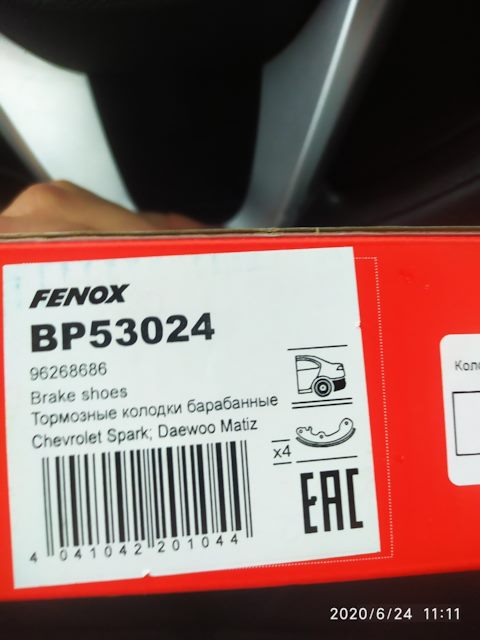 FENOX
BP53024
96268686
Brake shoes
Тормозные колодки барабанные
Chevrolet Spark; Daewoo Matiz
x4
4 041042 201044
EAC
2020/6/24 11:11